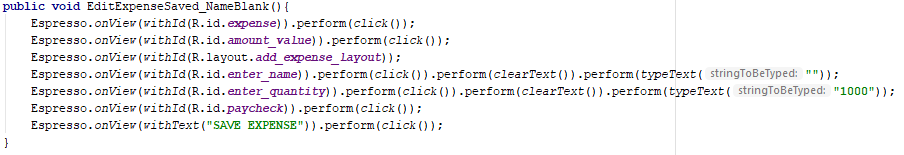 public void EditExpenseSaved_NameBlank(){
Espresso.onView(withId(R.id.expense)).perform(click());
Espresso.onView(withId(R.id.amount_value)).perform(click());
Espresso.onView(withId(R.layout.add_expense_layout));
Espresso.onView(withId(R.id.enter_name)).perform(click()).perform(clearText()).perform(typeText( stringToBeTyped: ""));
Espresso.onView(withId(R.id.enter_quantity)).perform(click()).perform(clearText()).perform(typeText( stringToBeTyped: "1000"));
Espresso.onView(withId(R.id.paycheck)).perform(click());
Espresso.onView(withText("SAVE EXPENSE")).perform(click());
}